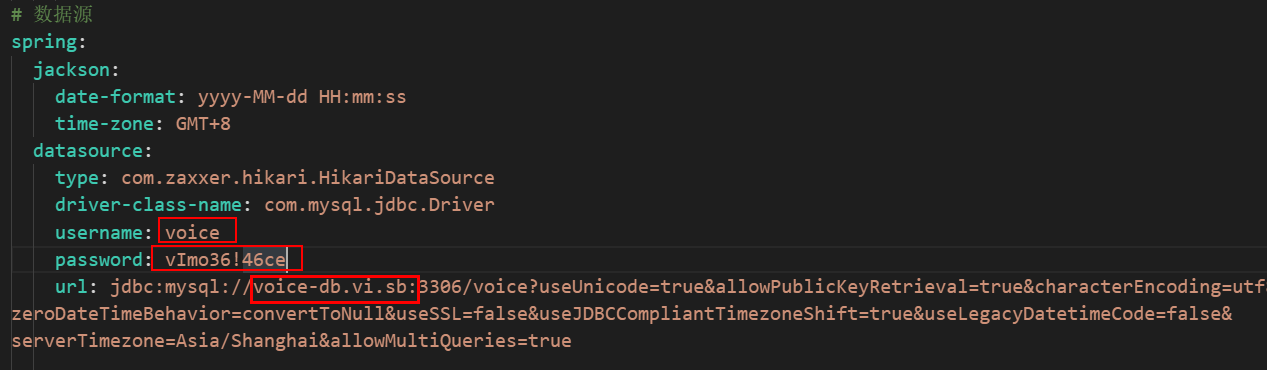 # 数据源
spring:
jackson:
date-format: yyyy-MM-dd HH:mm:ss
time-zone: GMT+8
datasource:
type: com.zaxxer.hikari.HikariDataSource
driver-class-name: com.mysql.jdbc.Driver
username: voice
password: vImo36!46ce
url: jdbc:mysql://voice-db.vi.sb:3306/voice?useUnicode=true&allowPublicKeyRetrieval=true&characterEncoding=utf8
zeroDateTimeBehavior=convertToNull&useSSL=false&useJDBCCompliantTimezoneShift=true&useLegacyDatetimeCode=false&
serverTimezone=Asia/Shanghai&allowMultiQueries=true